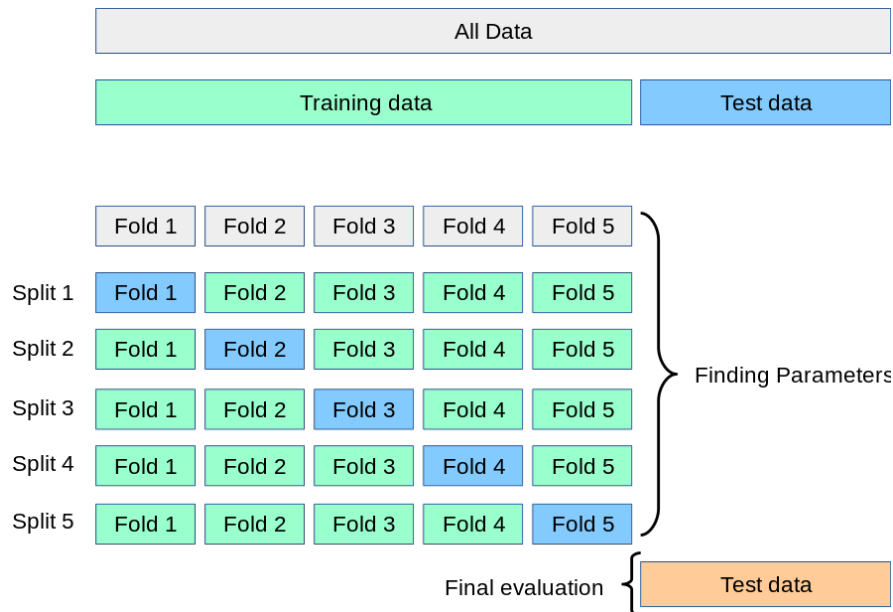 All Data
Training data Test data
Fold 1 Fold 2 Fold 3 Fold 4 Fold 5
Split 1 Fold 1 Fold 2 Fold 3 Fold 4 Fold 5
Split 2 Fold 1 Fold 2 Fold 3 Fold 4 Fold 5
Finding Parameters
Split 3 Fold 1 Fold 2 Fold 3 Fold 4 Fold 5
Split 4 Fold 1 Fold 2 Fold 3 Fold 4 Fold 5
Split 5 Fold 1 Fold 2 Fold 3 Fold 4 Fold 5
Final evaluation Test data